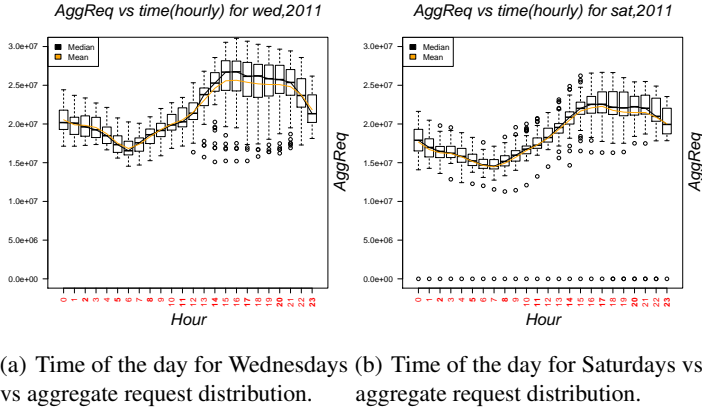 AggReq vs time(hourly) for wed,2011
AggReq vs time(hourly) for sat,2011
Median
Mean
3.0e+07
2.5e+07
2.0e+07
1.5e+07
1.0e+07
5.0e+06
0.0e+00
0 1 2 3 4 5 6 7 8 9 10 11 12 13 14 15 16 17 18 19 20 21 22 23
Hour
AggReq
Median
Mean
3.0e+07
2.5e+07
2.0e+07
1.5e+07
1.0e+07
5.0e+06
0.0e+00
0 1 2 3 4 5 6 7 8 9 10 11 12 13 14 15 16 17 18 19 20 21 22 23
Hour
AggReq
(a) Time of the day for Wednesdays
vs aggregate request distribution.
(b) Time of the day for Saturdays vs
aggregate request distribution.